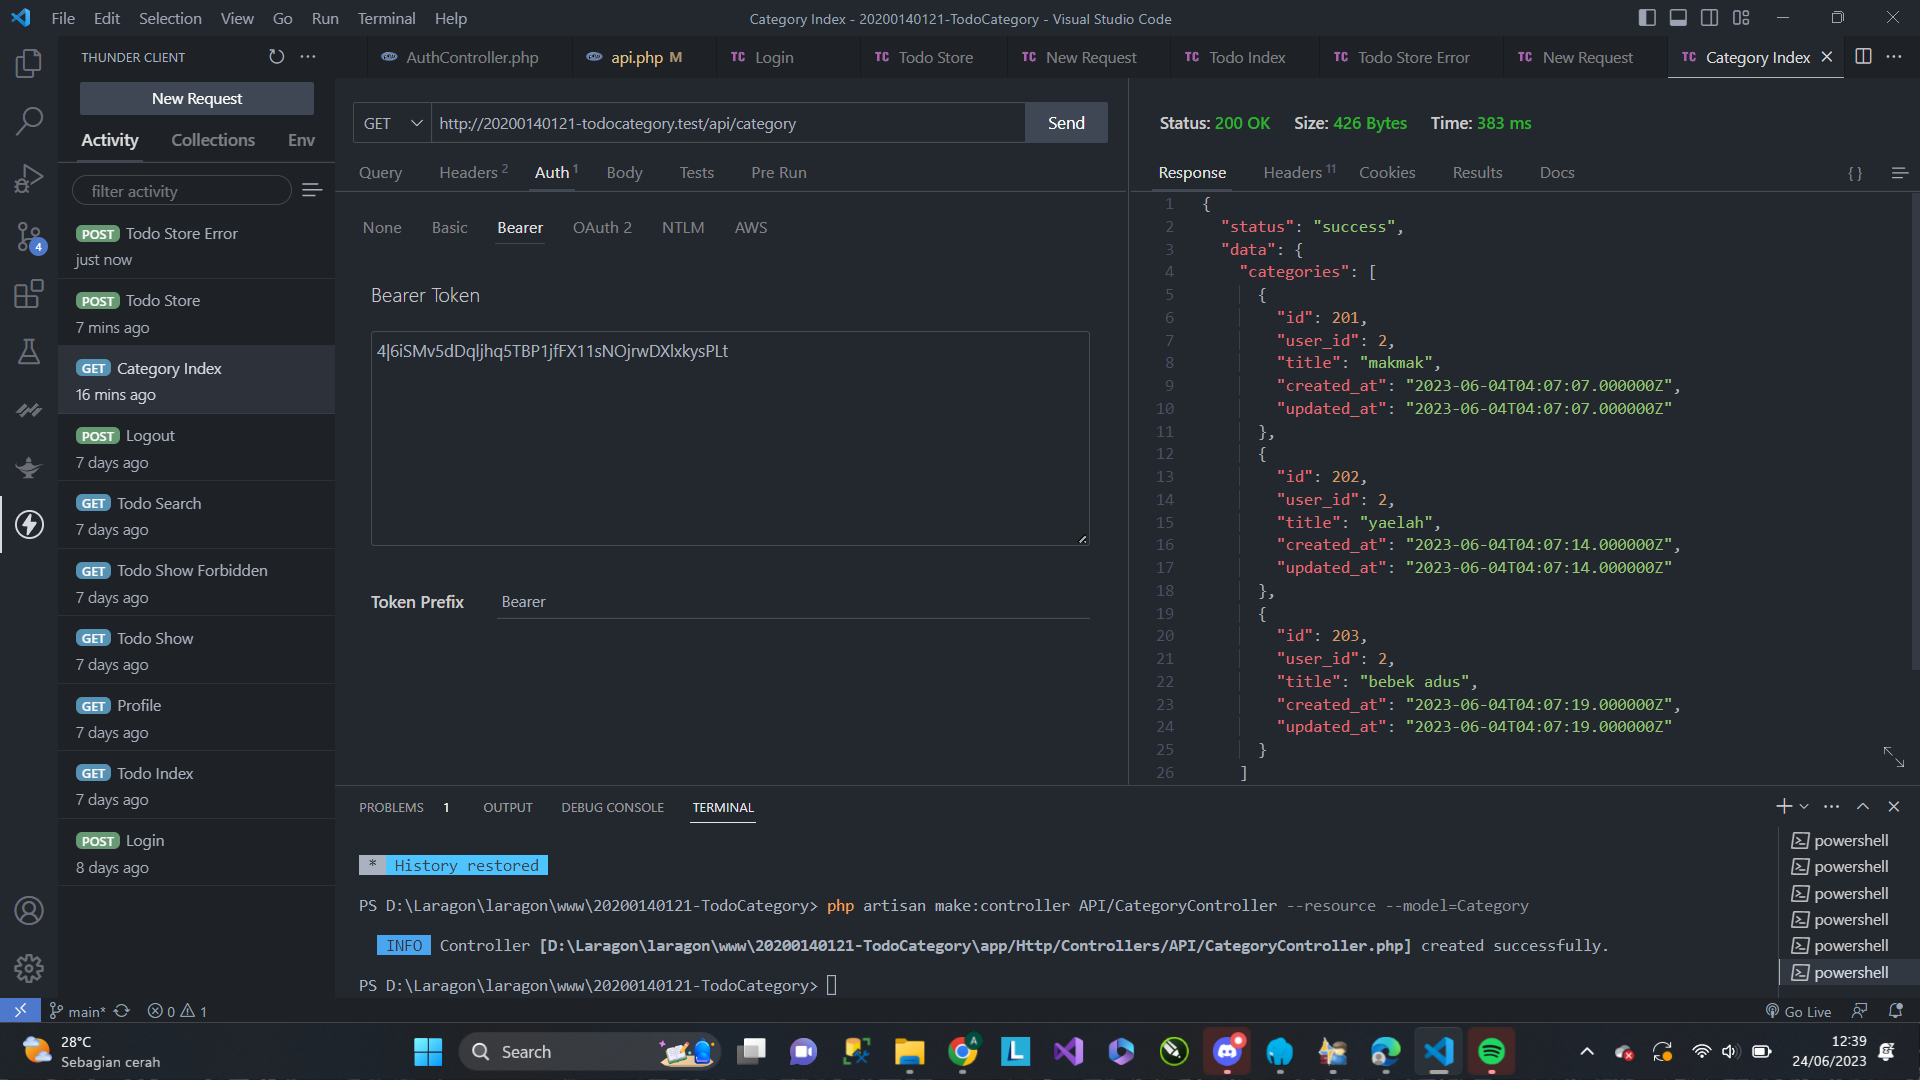 File Edit Selection View Go Run Terminal Help
Category Index - 20200140121-TodoCategory - Visual Studio Code
THUNDER CLIENT
New Request
Activity Collections Env
filter activity
POST Todo Store Error
just now
POST Todo Store
7 mins ago
GET Category Index
16 mins ago
POST Logout
7 days ago
GET Todo Search
7 days ago
GET Todo Show Forbidden
7 days ago
GET Todo Show
7 days ago
GET Profile
7 days ago
GET Todo Index
7 days ago
POST Login
8 days ago
4
AuthController.php
api.php M
TC Login
TC Todo Store
TC New Request
TC Todo Index
TC Todo Store Error
TC New Request
TC Category Index
GET http://20200140121-todocategory.test/api/category Send
Query Headers 2 Auth 1 Body Tests Pre Run
None Basic Bearer OAuth 2 NTLM AWS
Bearer Token
4|6iSMv5dDqljhq5TBP1jfFX11sNOjrwDXlxkysPLt
Token Prefix Bearer
Status: 200 OK Size: 426 Bytes Time: 383 ms
Response Headers 11 Cookies Results Docs {}
1 {
2 "status": "success",
3 "data": {
4 "categories": [
5 {
6 "id": 201,
7 "user_id": 2,
8 "title": "makmak",
9 "created_at": "2023-06-04T04:07:07.000000Z",
10 "updated_at": "2023-06-04T04:07:07.000000Z"
11 },
12 {
13 "id": 202,
14 "user_id": 2,
15 "title": "yaelah",
16 "created_at": "2023-06-04T04:07:14.000000Z",
17 "updated_at": "2023-06-04T04:07:14.000000Z"
18 },
19 {
20 "id": 203,
21 "user_id": 2,
22 "title": "bebek adus",
23 "created_at": "2023-06-04T04:07:19.000000Z",
24 "updated_at": "2023-06-04T04:07:19.000000Z"
25 }
26 ]
PROBLEMS 1 OUTPUT DEBUG CONSOLE TERMINAL
* History restored
PS D:\Laragon\laragon\www\20200140121-TodoCategory> php artisan make:controller API/CategoryController --resource --model=Category
INFO Controller [D:\Laragon\laragon\www\20200140121-TodoCategory\app/Http/Controllers/API/CategoryController.php] created successfully.
PS D:\Laragon\laragon\www\20200140121-TodoCategory>
powershell
powershell
powershell
powershell
powershell
powershell
main* 0 1
Go Live
28°C
Sebagian cerah
Search
12:39
24/06/2023